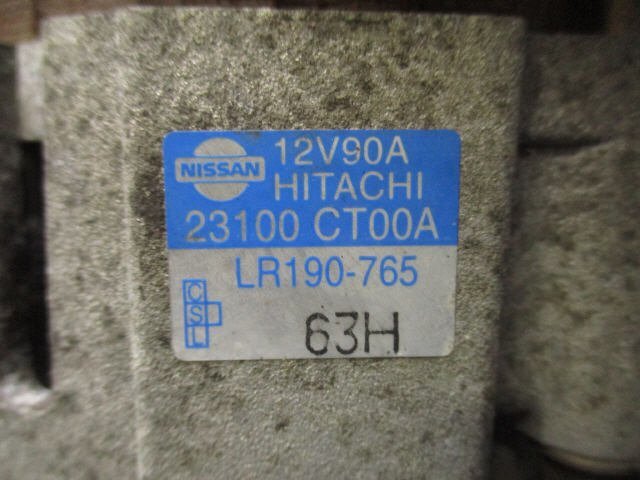 NISSAN
12V90A
HITACHI
23100 CT00A
LR190-765
C
S
L
63H